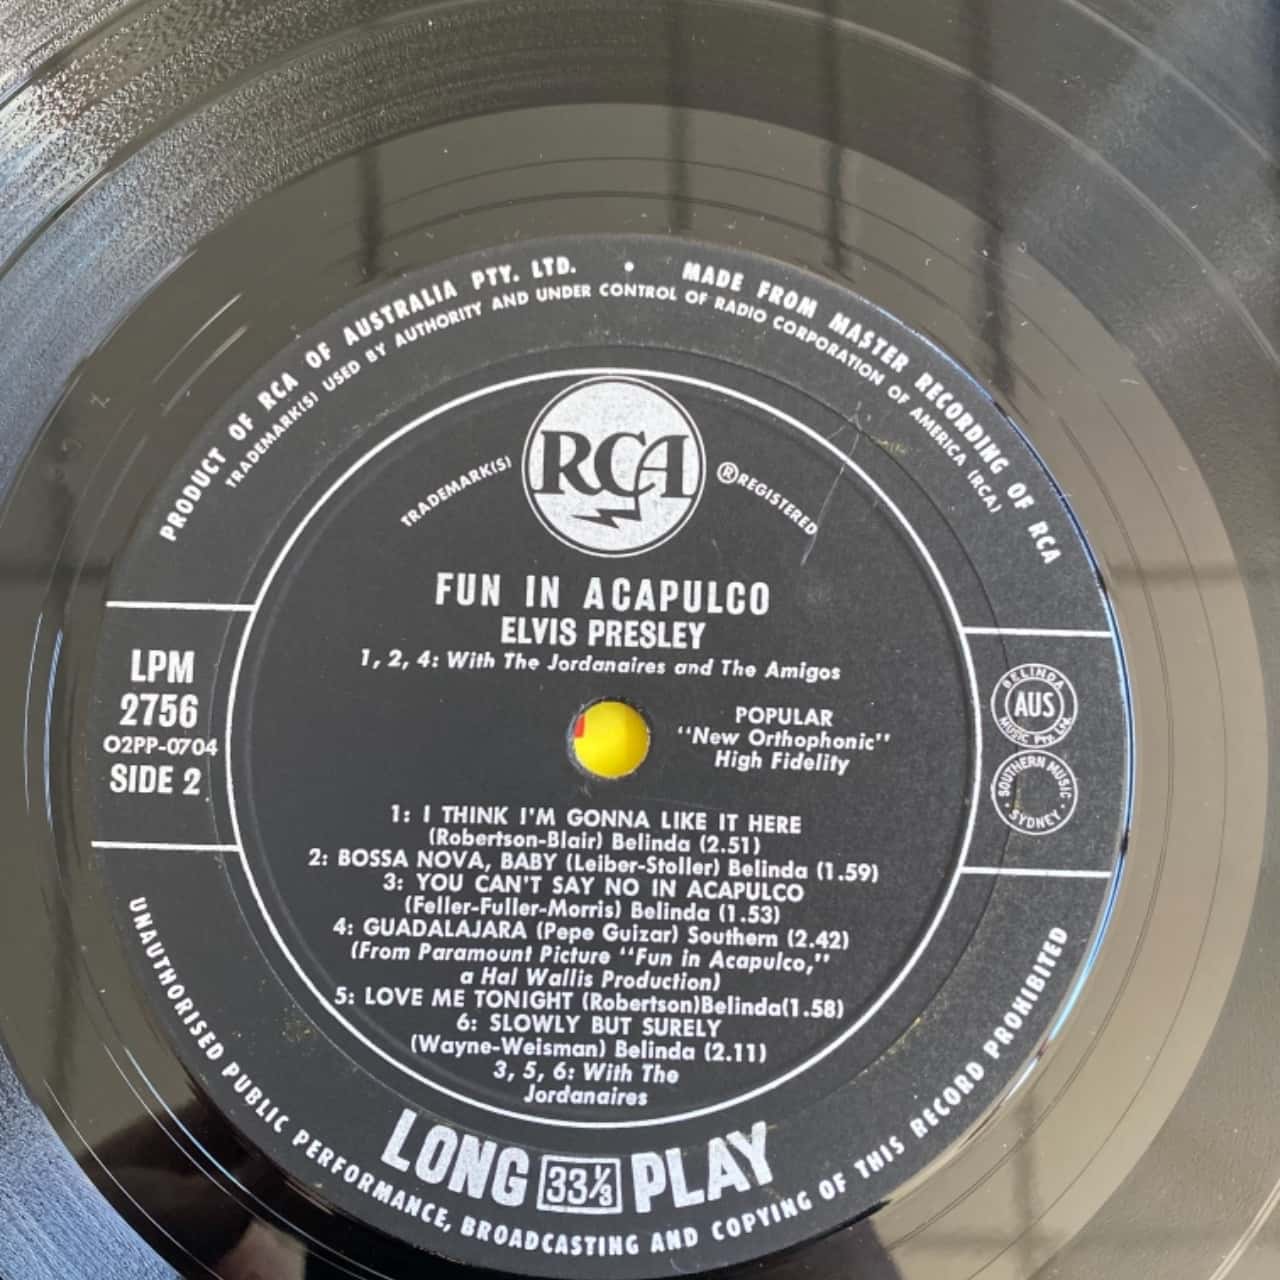 PRODUCT OF RCA OF AUSTRALIA PTY. LTD. • MADE FROM MASTER RECORDING OF RCA
TRADEMARK(S) USED BY AUTHORITY AND UNDER CONTROL OF RADIO CORPORATION OF AMERICA (RCA)
TRADEMARK(S) RCA ®REGISTERED
FUN IN ACAPULCO
ELVIS PRESLEY
1, 2, 4: With The Jordanaires and The Amigos
LPM
2756
O2PP-0704
SIDE 2
POPULAR
"New Orthophonic"
High Fidelity
BELINDA
AUS
MUSIC Pty. Ltd.
SOUTHERN MUSIC
• SYDNEY •
1: I THINK I'M GONNA LIKE IT HERE
(Robertson-Blair) Belinda (2.51)
2: BOSSA NOVA, BABY (Leiber-Stoller) Belinda (1.59)
3: YOU CAN'T SAY NO IN ACAPULCO
(Feller-Fuller-Morris) Belinda (1.53)
4: GUADALAJARA (Pepe Guizar) Southern (2.42)
(From Paramount Picture "Fun in Acapulco,"
a Hal Wallis Production)
5: LOVE ME TONIGHT (Robertson)Belinda(1.58)
6: SLOWLY BUT SURELY
(Wayne-Weisman) Belinda (2.11)
3, 5, 6: With The
Jordanaires
LONG 33⅓ PLAY
UNAUTHORISED PUBLIC PERFORMANCE, BROADCASTING AND COPYING OF THIS RECORD PROHIBITED